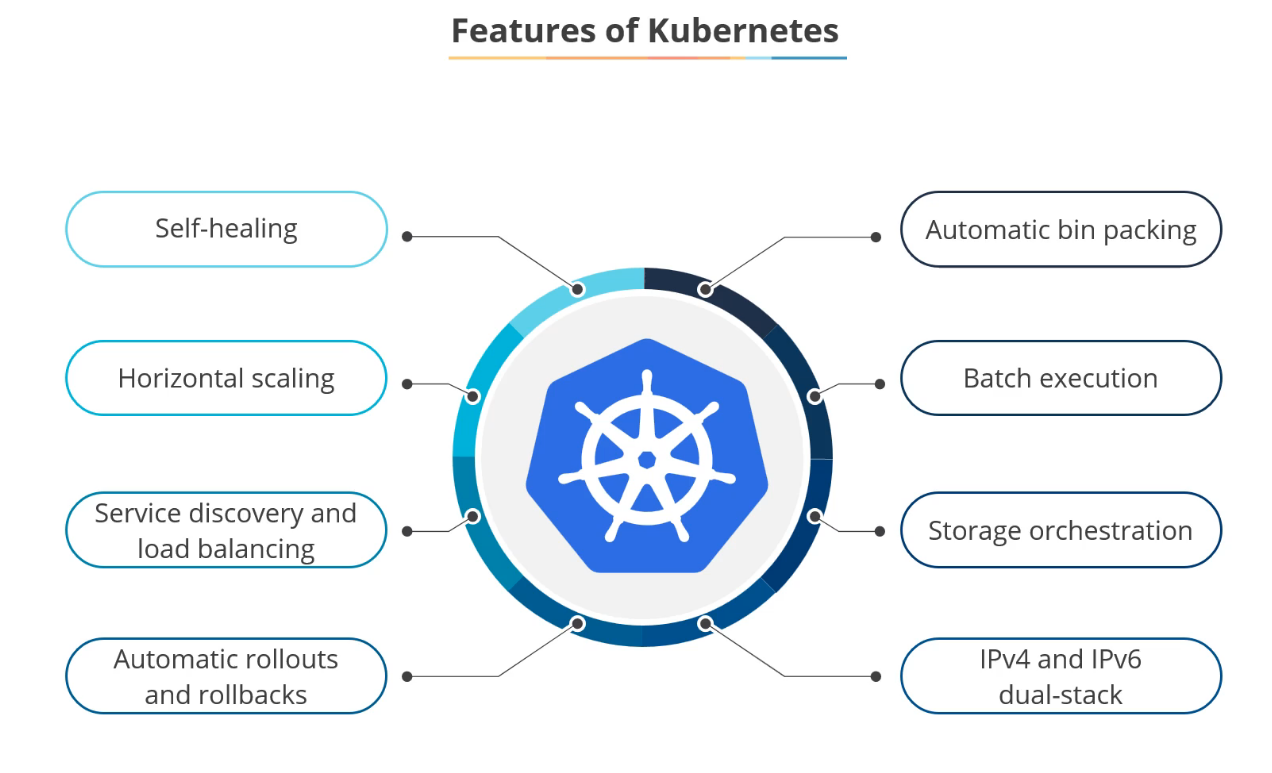 Features of Kubernetes
Self-healing
Automatic bin packing
Horizontal scaling
Batch execution
Service discovery and
load balancing
Storage orchestration
Automatic rollouts
and rollbacks
IPv4 and IPv6
dual-stack